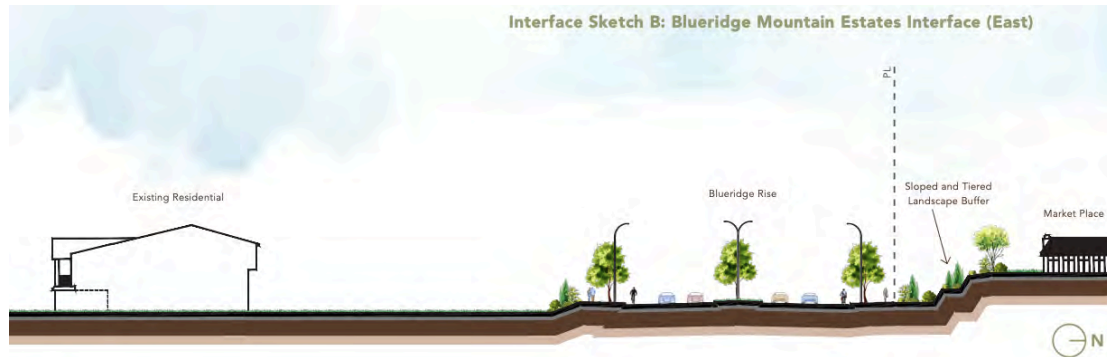 Interface Sketch B: Blueridge Mountain Estates Interface (East)
PL
Existing Residential
Blueridge Rise
Sloped and Tiered
Landscape Buffer
Market Place
N